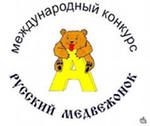 международный конкурс
Я
РУССКИЙ МЕДВЕЖОНОК